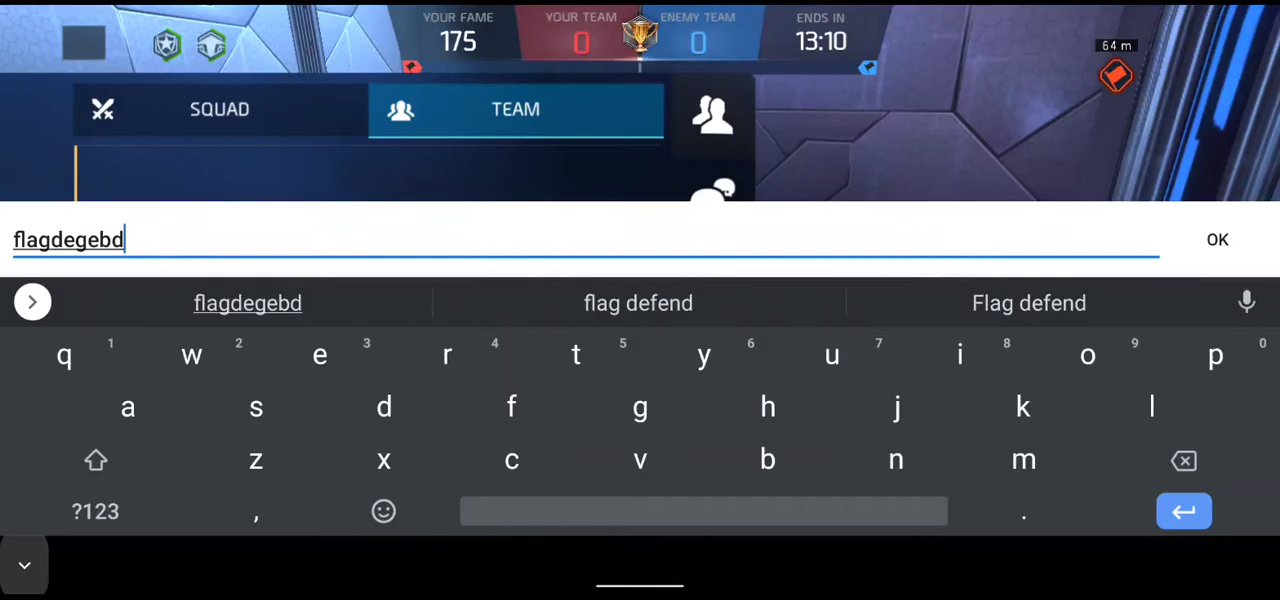 YOUR FAME YOUR TEAM ENEMY TEAM ENDS IN
175 0 0 13:10
64 m
SQUAD TEAM
flagdegebd OK
flagdegebd flag defend Flag defend
q 1 w 2 e 3 r 4 t 5 y 6 u 7 i 8 o 9 p 0
a s d f g h j k l
z x c v b n m
?123 , .